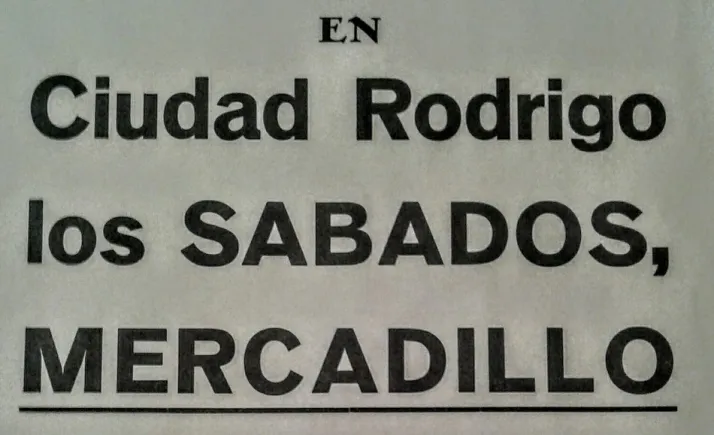 EN
Ciudad Rodrigo
los SABADOS,
MERCADILLO